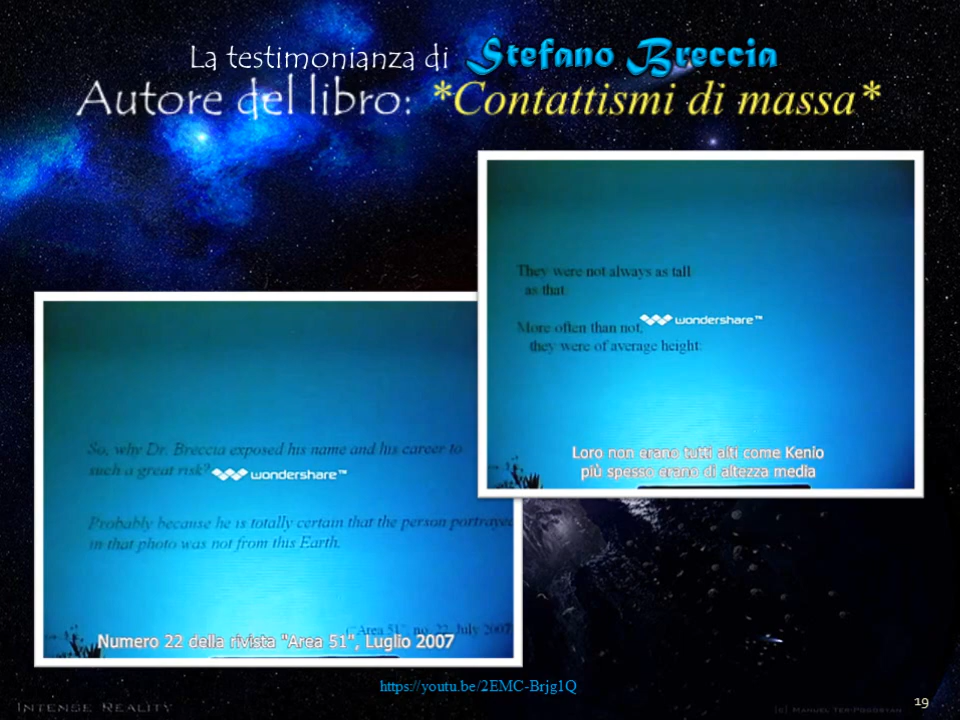 La testimonianza di Stefano Breccia
Autore del libro: *Contattismi di massa*
They were not always as tall
as that.
More often than not,
they were of average height:
wondershare™
Loro non erano tutti alti come Kenio
più spesso erano di altezza media
So, why Dr. Breccia exposed his name and his career to
such a great risk?
wondershare™
Probably because he is totally certain that the person portrayed
in that photo was not from this Earth.
("Area 51", no. 22, July 2007
Numero 22 della rivista "Area 51", Luglio 2007
https://youtu.be/2EMC-Brjg1Q
19
INTENSE REALITY
(c) MANUEL TER-POGOSYAN